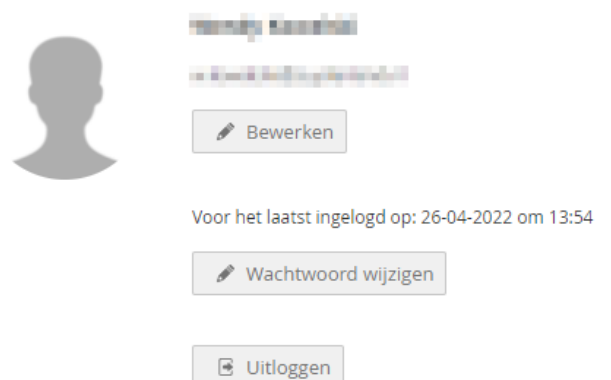 Bewerken
Voor het laatst ingelogd op: 26-04-2022 om 13:54
Wachtwoord wijzigen
Uitloggen